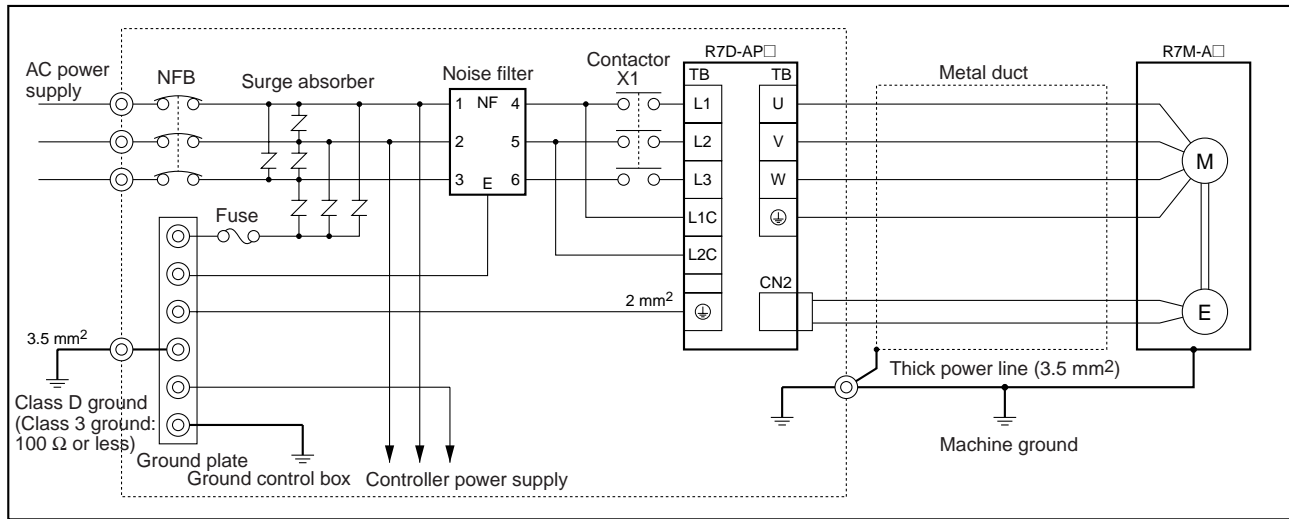 R7D-AP□
R7M-A□
AC power
supply
NFB
Surge absorber
Noise filter
Contactor
X1
TB
TB
Metal duct
1 NF 4
L1
U
2
5
L2
V
M
3
E
6
L3
W
Fuse
L1C
L2C
CN2
2 mm²
E
3.5 mm²
Thick power line (3.5 mm²)
Class D ground
(Class 3 ground:
100 Ω or less)
Machine ground
Ground plate
Ground control box
Controller power supply